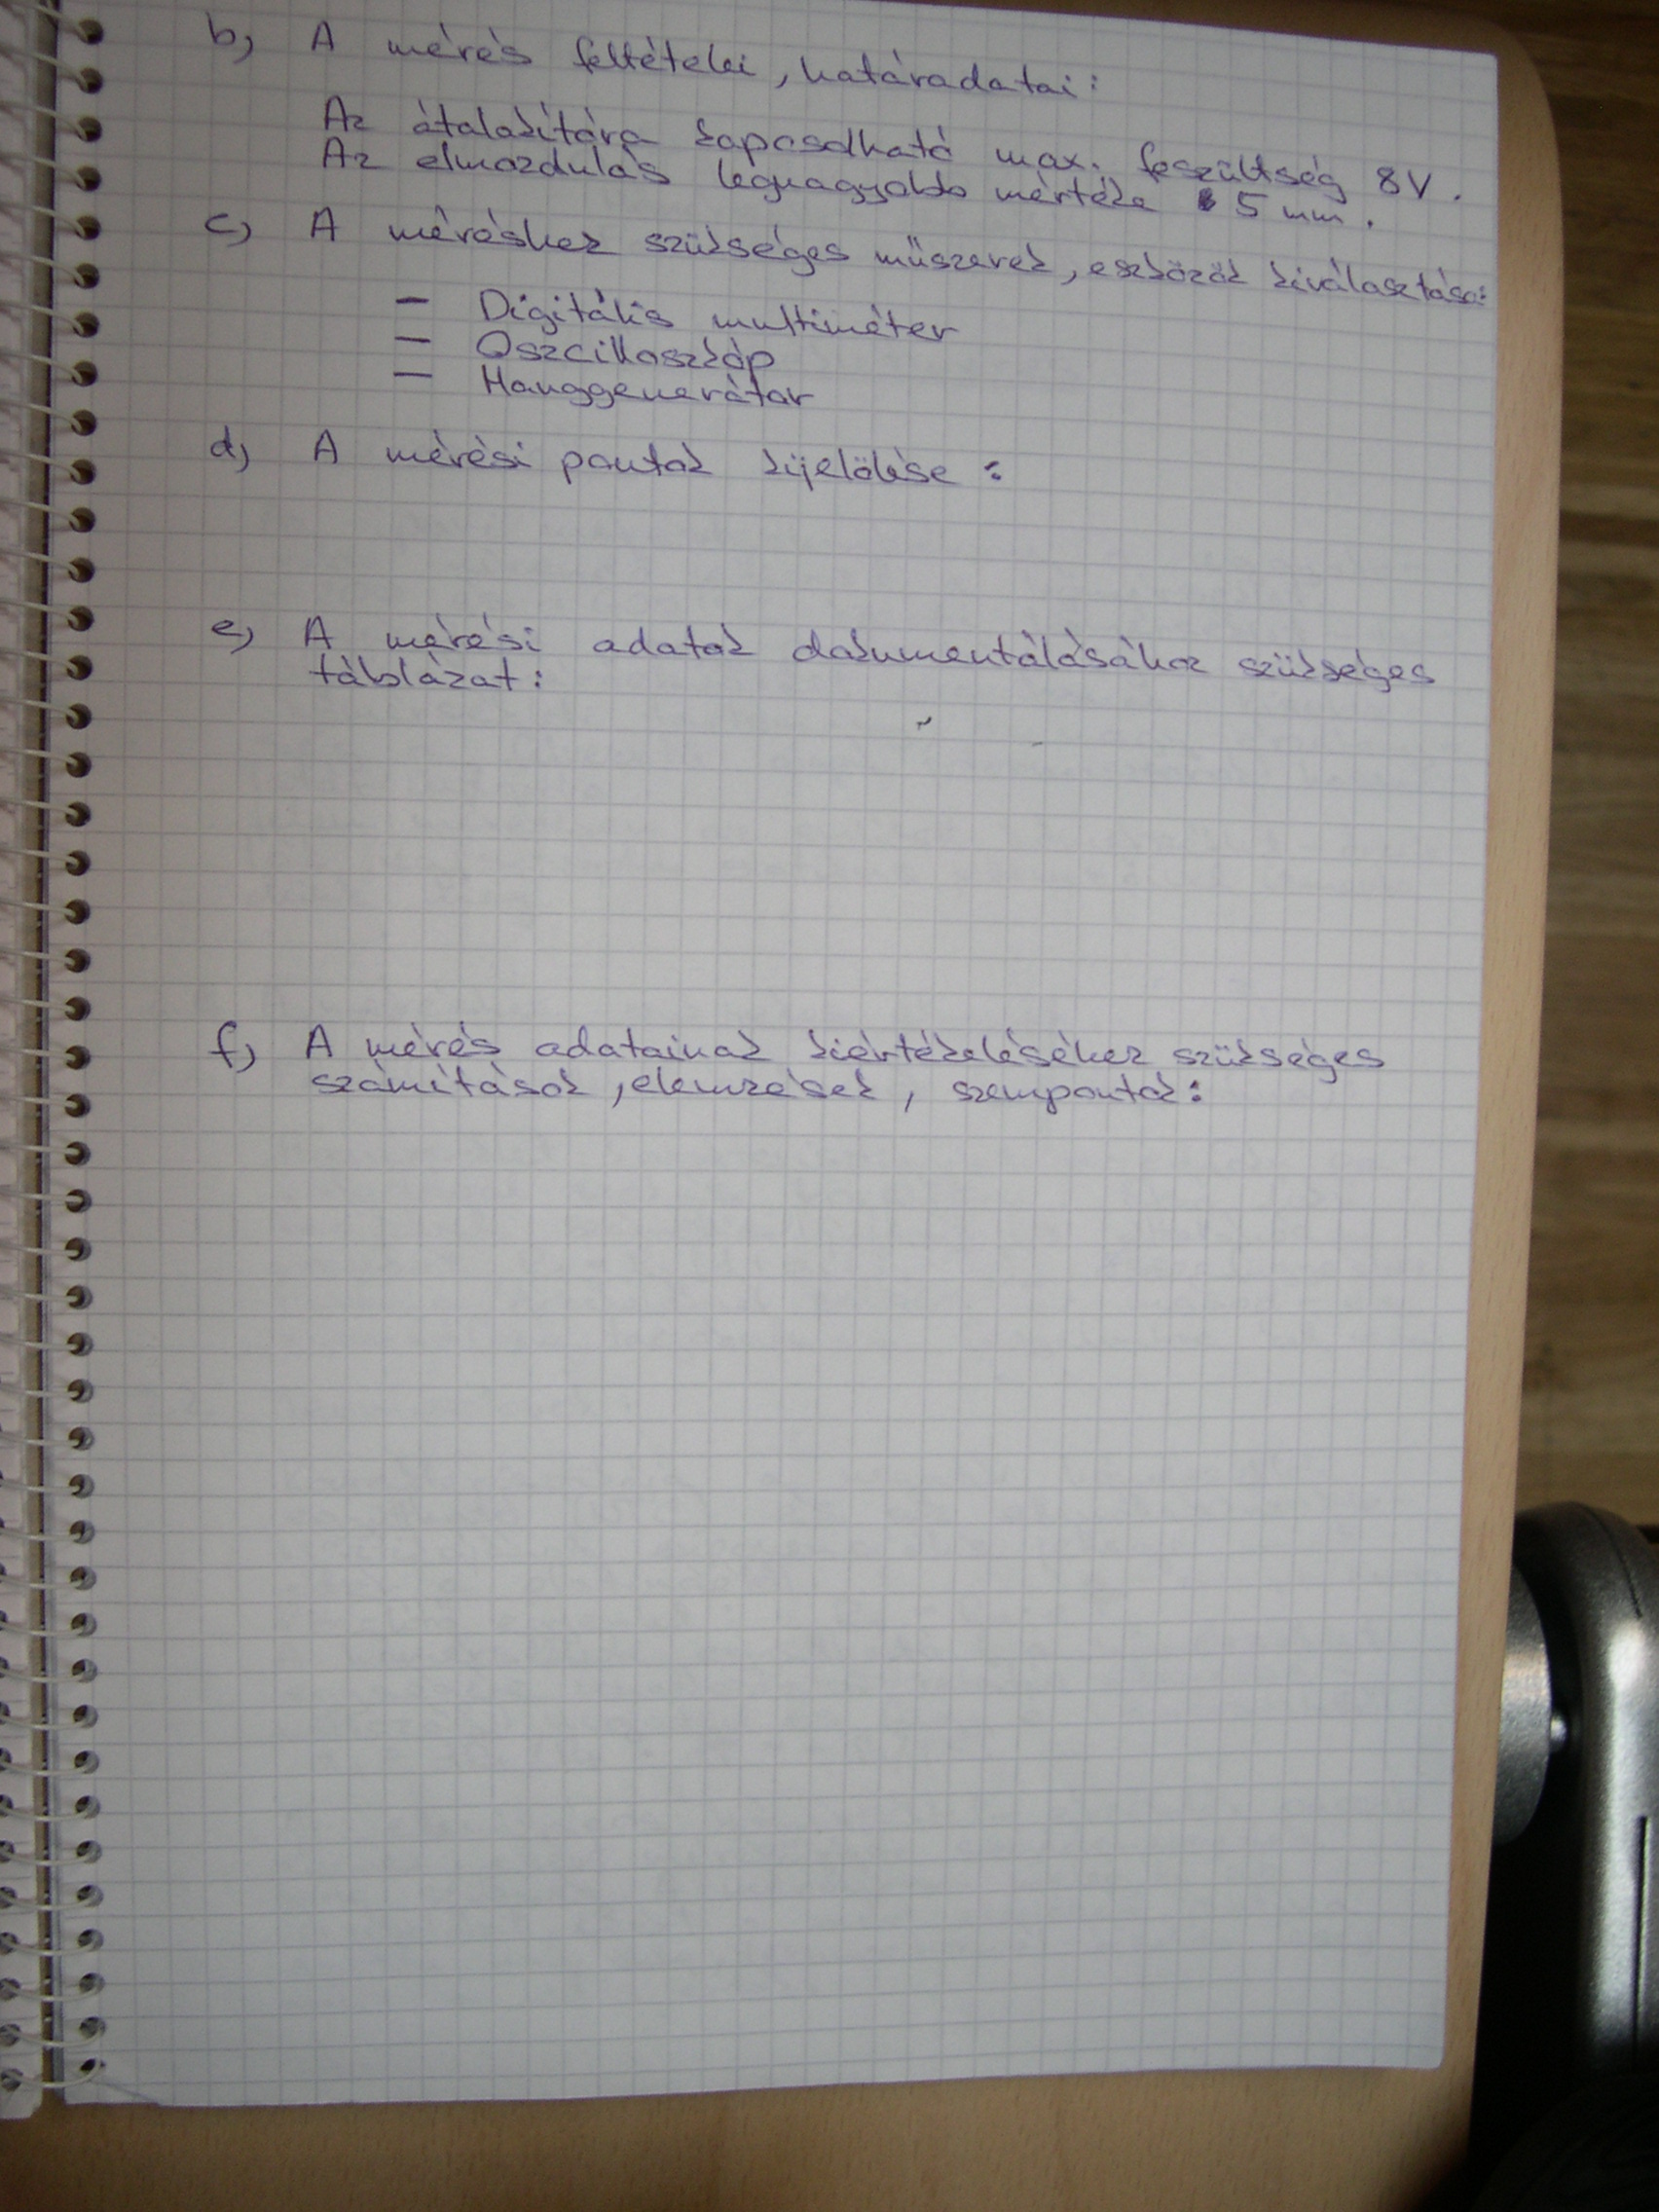 b) A mérés feltételei, határadatai:
Az átalakítóra kapcsolható max. feszültség 8V.
Az elmozdulás legnagyobb mértéke 5 mm.
c) A méréshez szükséges műszerek, eszközök kiválasztása:
- Digitális multiméter
- Oszcilloszkóp
- Hanggenerátor
d) A mérési pontok kijelölése:
e) A mérési adatok dokumentálásához szükséges
táblázat:
f) A mérés adatainak kiértékeléséhez szükséges
számítások, elemzések, szempontok: